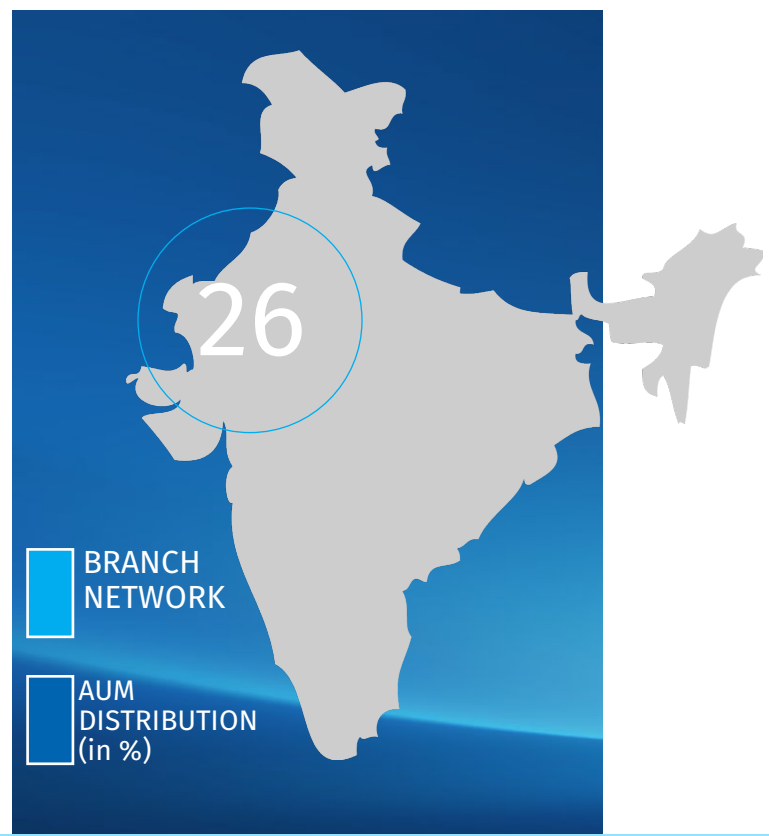 26
BRANCH
NETWORK
AUM
DISTRIBUTION
(in %)